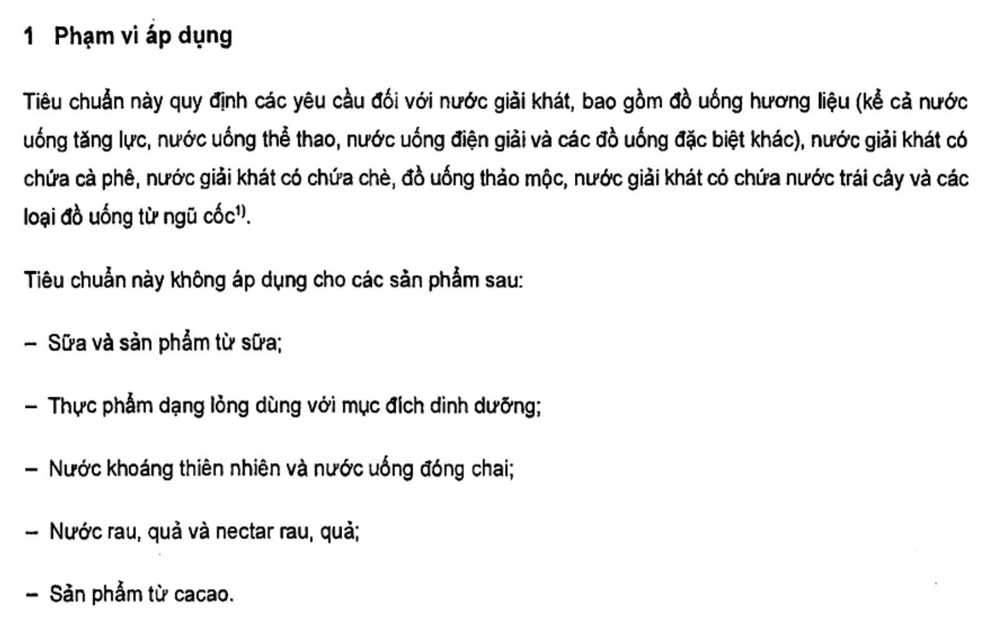 1 Phạm vi áp dụng
Tiêu chuẩn này quy định các yêu cầu đối với nước giải khát, bao gồm đồ uống hương liệu (kể cả nước
uống tăng lực, nước uống thể thao, nước uống điện giải và các đồ uống đặc biệt khác), nước giải khát có
chứa cà phê, nước giải khát có chứa chè, đồ uống thảo mộc, nước giải khát có chứa nước trái cây và các
loại đồ uống từ ngũ cốc¹⁾.
Tiêu chuẩn này không áp dụng cho các sản phẩm sau:
– Sữa và sản phẩm từ sữa;
– Thực phẩm dạng lỏng dùng với mục đích dinh dưỡng;
– Nước khoáng thiên nhiên và nước uống đóng chai;
– Nước rau, quả và nectar rau, quả;
– Sản phẩm từ cacao.